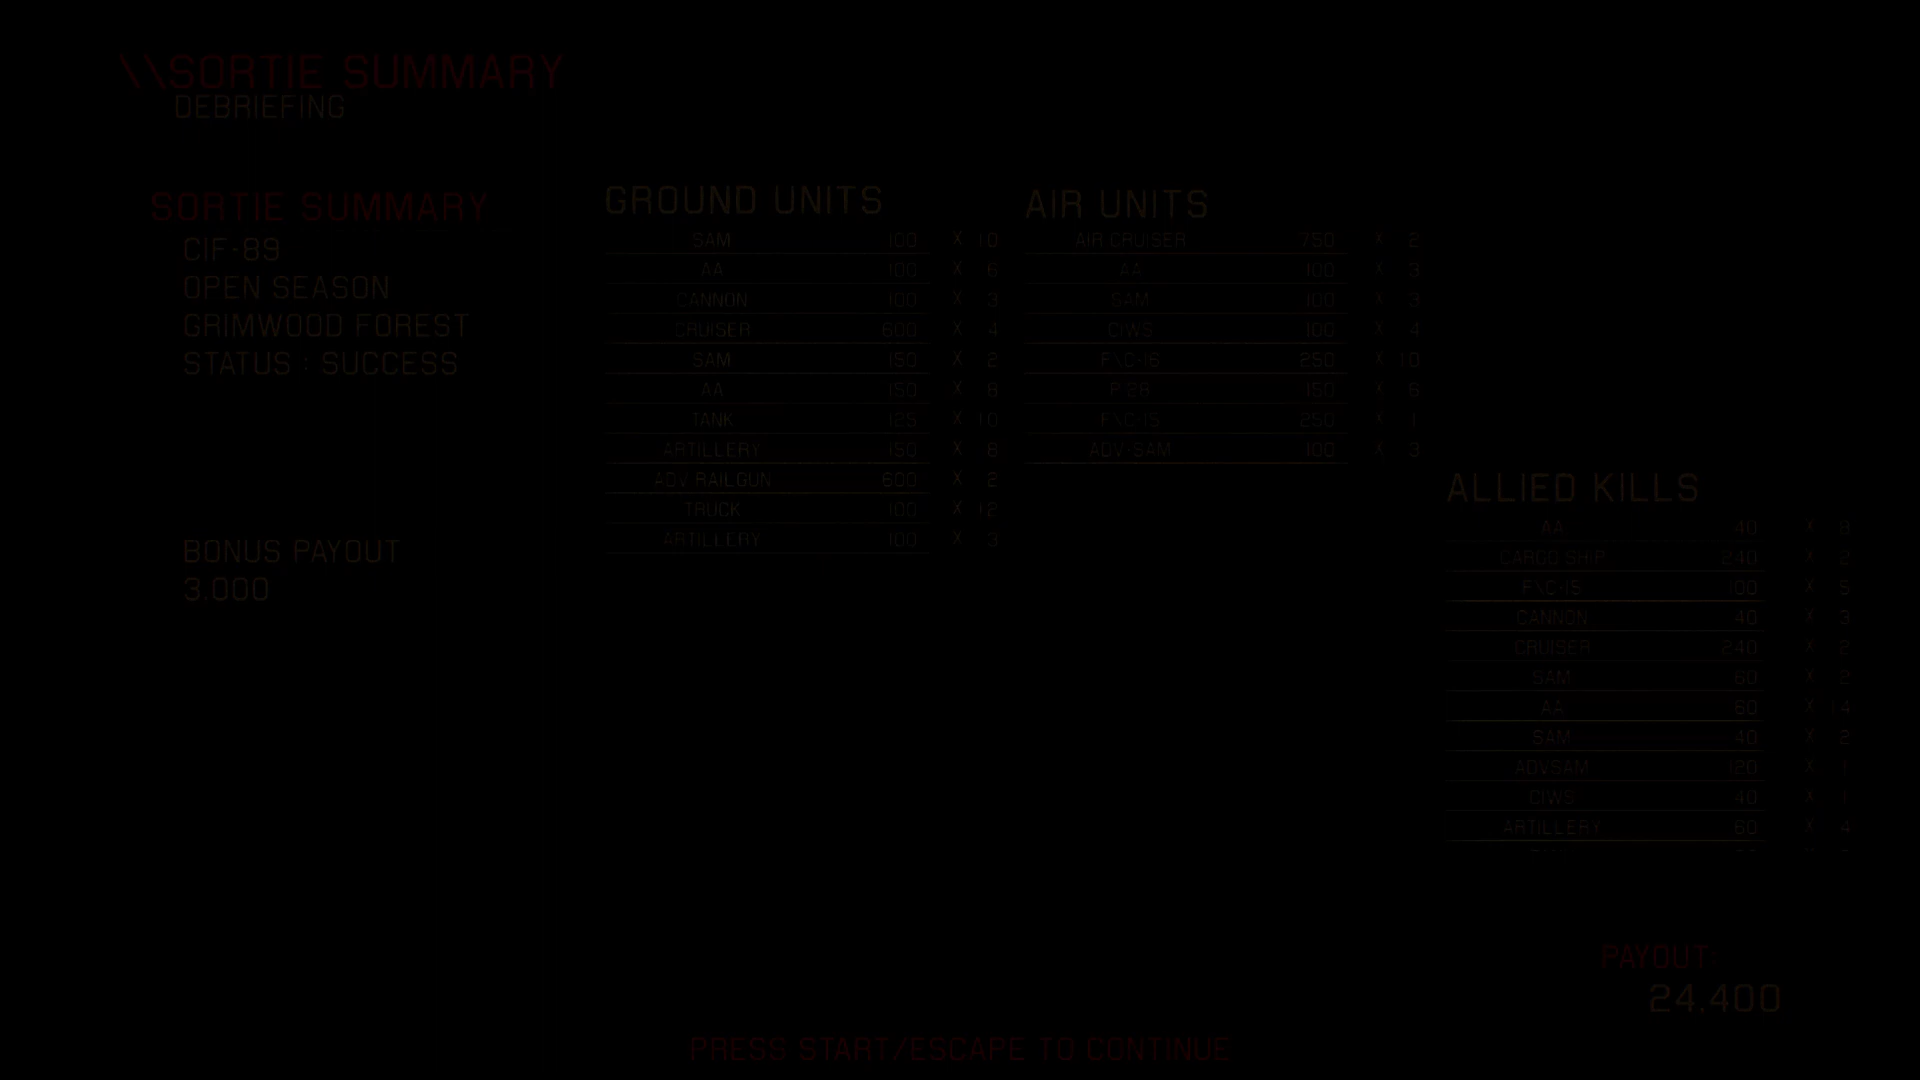 \\SORTIE SUMMARY
DEBRIEFING
SORTIE SUMMARY
CIF-89
OPEN SEASON
GRIMWOOD FOREST
STATUS : SUCCESS
BONUS PAYOUT
3.000
GROUND UNITS
SAM 100 X 10
AA 100 X 6
CANNON 100 X 3
CRUISER 600 X 4
SAM 150 X 2
AA 150 X 8
TANK 125 X 10
ARTILLERY 150 X 8
ADV RAILGUN 600 X 2
TRUCK 100 X 12
ARTILLERY 100 X 3
AIR UNITS
AIR CRUISER 750 X 2
AA 100 X 3
SAM 100 X 3
CIWS 100 X 4
F\C-16 250 X 10
150 X 6
F\C-15 250 X 1
ADV-SAM 100 X 3
ALLIED KILLS
AA 40 X
CARGO SHIP 240 X 2
F\C-15 100 X 5
CANNON 40 X 3
CRUISER 240 X 2
SAM 60 X 2
AA 60 X 14
SAM 40 X 2
ADVSAM 120 X 1
CIWS 40 X 1
ARTILLERY 60 X 4
PAYOUT:
24,400
PRESS START/ESCAPE TO CONTINUE